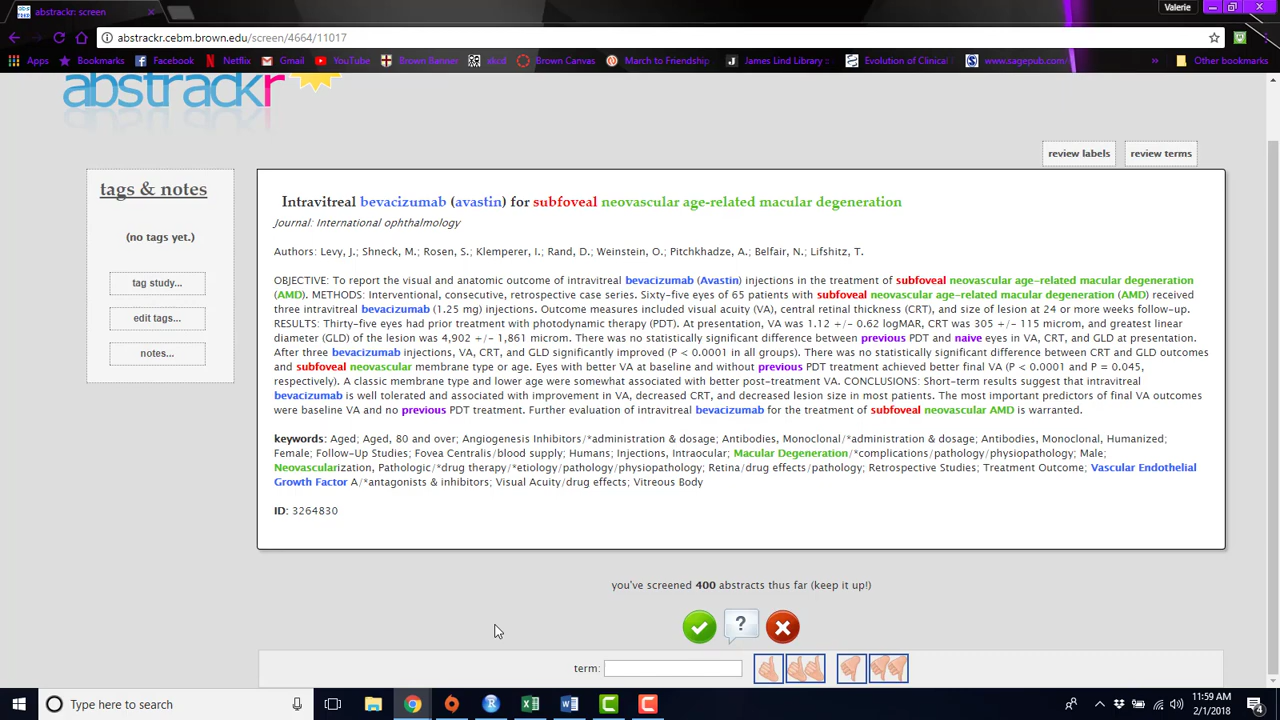 abstrackr: screen
Valerie
abstrackr.cebm.brown.edu/screen/4664/11017
Apps Bookmarks Facebook Netflix Gmail YouTube Brown Banner xkcd Brown Canvas March to Friendship James Lind Library :: Evolution of Clinical www.sagepub.com/ » Other bookmarks
abstrackr
review labels review terms
tags & notes
(no tags yet.)
tag study...
edit tags...
notes...
Intravitreal bevacizumab (avastin) for subfoveal neovascular age-related macular degeneration
Journal: International ophthalmology
Authors: Levy, J.; Shneck, M.; Rosen, S.; Klemperer, I.; Rand, D.; Weinstein, O.; Pitchkhadze, A.; Belfair, N.; Lifshitz, T.
OBJECTIVE: To report the visual and anatomic outcome of intravitreal bevacizumab (Avastin) injections in the treatment of subfoveal neovascular age-related macular degeneration
(AMD). METHODS: Interventional, consecutive, retrospective case series. Sixty-five eyes of 65 patients with subfoveal neovascular age-related macular degeneration (AMD) received
three intravitreal bevacizumab (1.25 mg) injections. Outcome measures included visual acuity (VA), central retinal thickness (CRT), and size of lesion at 24 or more weeks follow-up.
RESULTS: Thirty-five eyes had prior treatment with photodynamic therapy (PDT). At presentation, VA was 1.12 +/- 0.62 logMAR, CRT was 305 +/- 115 microm, and greatest linear
diameter (GLD) of the lesion was 4,902 +/- 1,861 microm. There was no statistically significant difference between previous PDT and naive eyes in VA, CRT, and GLD at presentation.
After three bevacizumab injections, VA, CRT, and GLD significantly improved (P < 0.0001 in all groups). There was no statistically significant difference between CRT and GLD outcomes
and subfoveal neovascular membrane type or age. Eyes with better VA at baseline and without previous PDT treatment achieved better final VA (P < 0.0001 and P = 0.045,
respectively). A classic membrane type and lower age were somewhat associated with better post-treatment VA. CONCLUSIONS: Short-term results suggest that intravitreal
bevacizumab is well tolerated and associated with improvement in VA, decreased CRT, and decreased lesion size in most patients. The most important predictors of final VA outcomes
were baseline VA and no previous PDT treatment. Further evaluation of intravitreal bevacizumab for the treatment of subfoveal neovascular AMD is warranted.
keywords: Aged; Aged, 80 and over; Angiogenesis Inhibitors/*administration & dosage; Antibodies, Monoclonal/*administration & dosage; Antibodies, Monoclonal, Humanized;
Female; Follow-Up Studies; Fovea Centralis/blood supply; Humans; Injections, Intraocular; Macular Degeneration/*complications/pathology/physiopathology; Male;
Neovascularization, Pathologic/*drug therapy/*etiology/pathology/physiopathology; Retina/drug effects/pathology; Retrospective Studies; Treatment Outcome; Vascular Endothelial
Growth Factor A/*antagonists & inhibitors; Visual Acuity/drug effects; Vitreous Body
ID: 3264830
you've screened 400 abstracts thus far (keep it up!)
?
term:
Type here to search
11:59 AM
2/1/2018
4